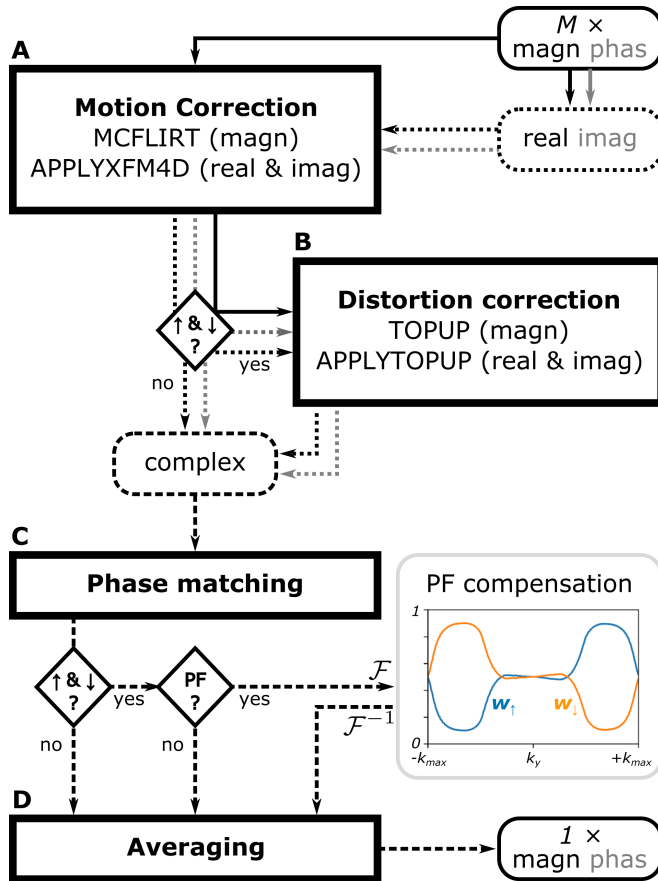 M ×
magn phas
A
Motion Correction
MCFLIRT (magn)
APPLYXFM4D (real & imag)
real imag
B
Distortion correction
TOPUP (magn)
APPLYTOPUP (real & imag)
↑ & ↓
?
no
yes
complex
C
Phase matching
PF compensation
1
w↑
w↓
0
-kmax
ky
+kmax
↑ & ↓
?
yes
no
PF
?
yes
no
ℱ
ℱ⁻¹
D
Averaging
1 ×
magn phas